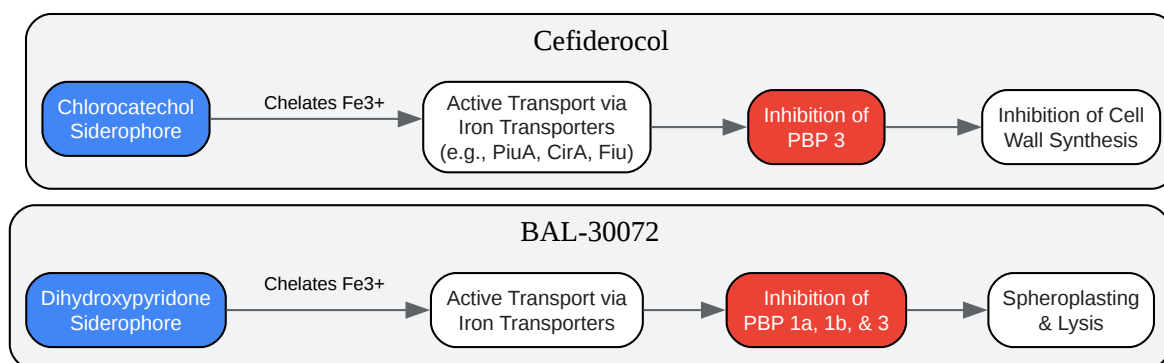 Cefiderocol
Chlorocatechol
Siderophore
Chelates Fe3+
Active Transport via
Iron Transporters
(e.g., PiuA, CirA, Fiu)
Inhibition of
PBP 3
Inhibition of Cell
Wall Synthesis
BAL-30072
Dihydroxypyridone
Siderophore
Chelates Fe3+
Active Transport via
Iron Transporters
Inhibition of
PBP 1a, 1b, & 3
Spheroplasting
& Lysis